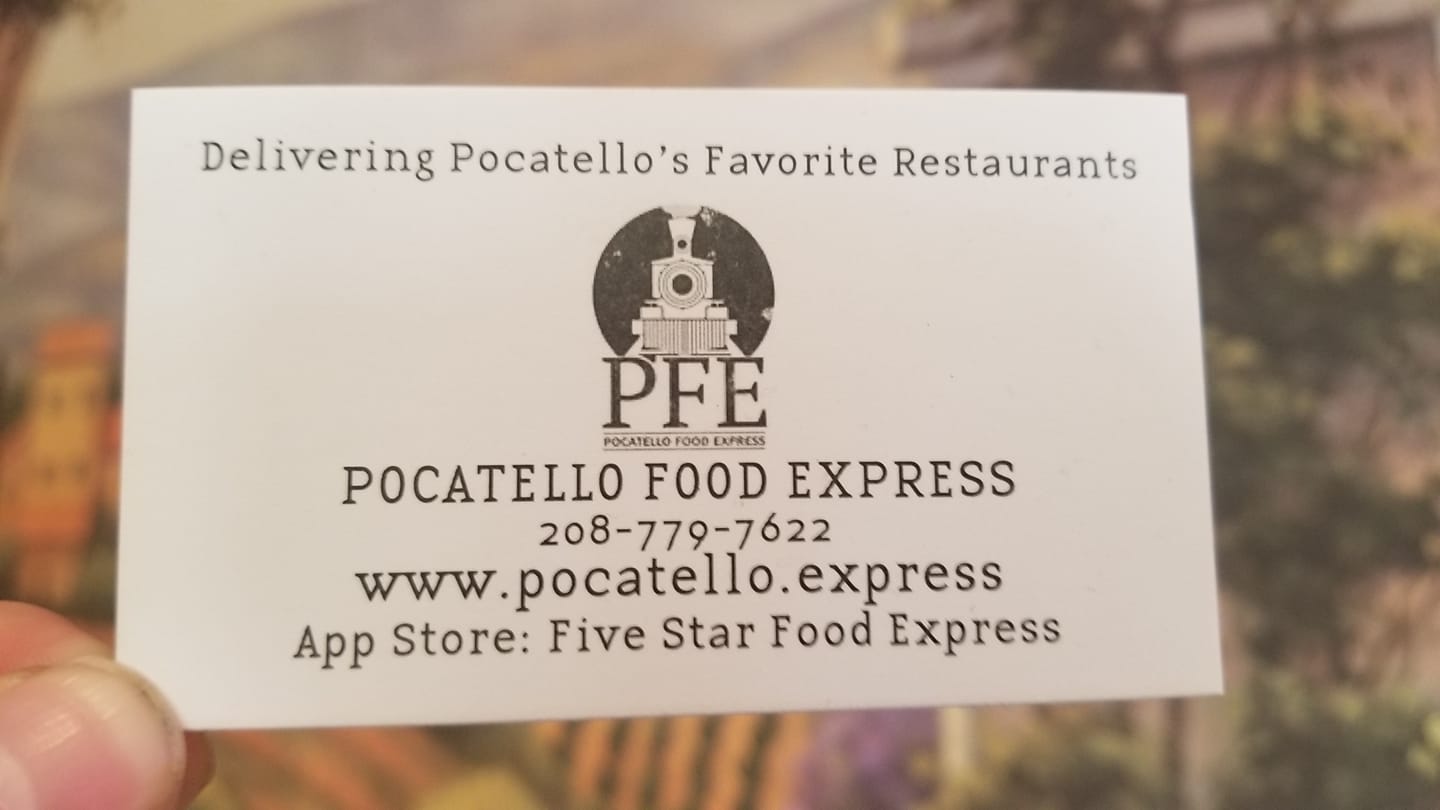 Delivering Pocatello's Favorite Restaurants
PFE
POCATELLO FOOD EXPRESS
POCATELLO FOOD EXPRESS
208-779-7622
www.pocatello.express
App Store: Five Star Food Express